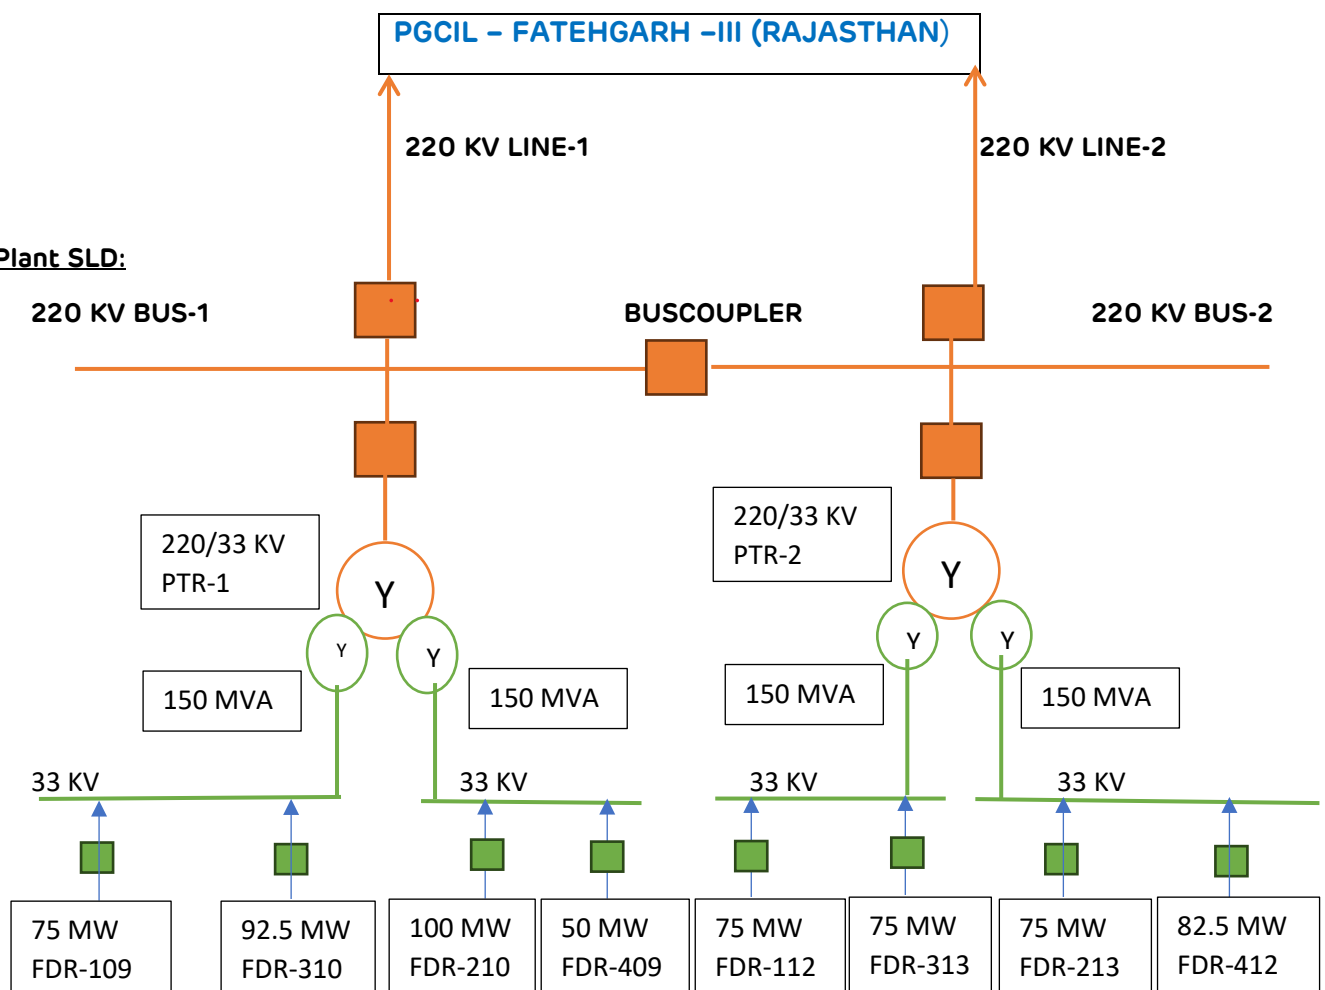 PGCIL – FATEHGARH –III (RAJASTHAN)
220 KV LINE-1
220 KV LINE-2
Plant SLD:
220 KV BUS-1
BUSCOUPLER
220 KV BUS-2
220/33 KV
PTR-1
220/33 KV
PTR-2
Y
Y
Y
Y
Y
Y
150 MVA
150 MVA
150 MVA
150 MVA
33 KV
33 KV
33 KV
33 KV
75 MW
FDR-109
92.5 MW
FDR-310
100 MW
FDR-210
50 MW
FDR-409
75 MW
FDR-112
75 MW
FDR-313
75 MW
FDR-213
82.5 MW
FDR-412